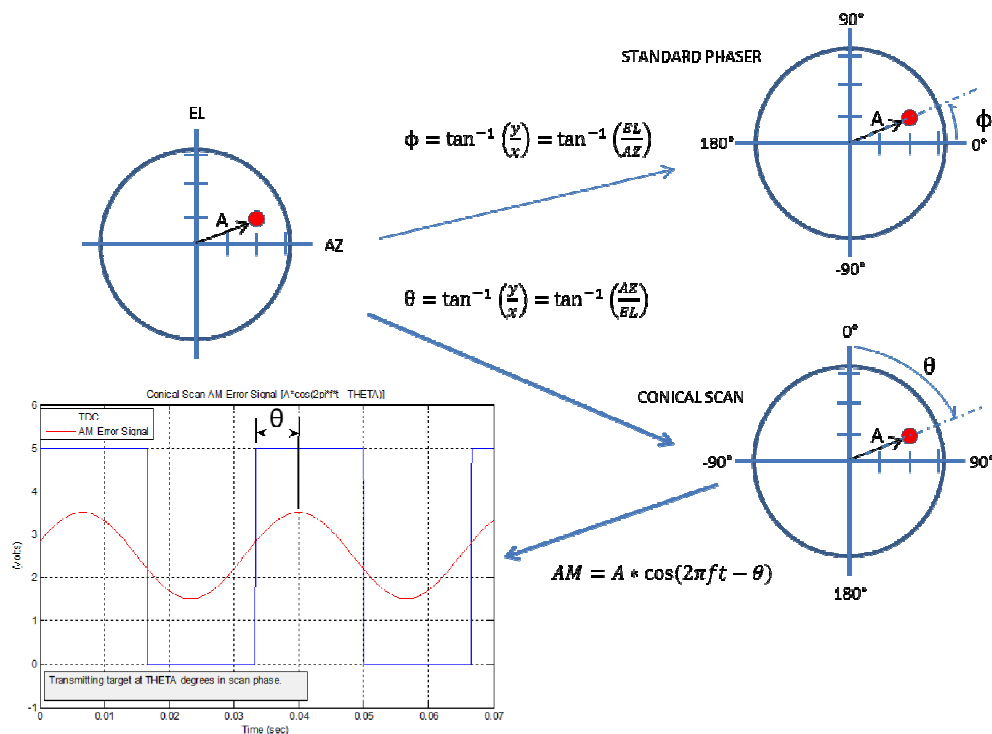 90°
STANDARD PHASER
A
ϕ
180°
0°
-90°
EL
A
AZ
ϕ = tan⁻¹ (y/x) = tan⁻¹ (EL/AZ)
θ = tan⁻¹ (y/x) = tan⁻¹ (AZ/EL)
0°
θ
CONICAL SCAN
A
-90°
90°
180°
AM = A * cos(2πft − θ)
Conical Scan AM Error Signal [A*cos(2pi*f*t - THETA)]
TDC
AM Error Signal
θ
6
5
4
3
2
1
0
-1
(volts)
Transmitting target at THETA degrees in scan phase.
0 0.01 0.02 0.03 0.04 0.05 0.06 0.07
Time (sec)